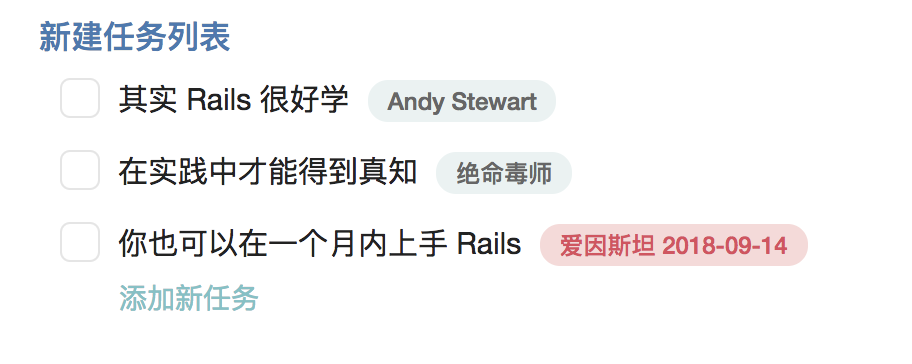 新建任务列表
其实 Rails 很好学 Andy Stewart
在实践中才能得到真知 绝命毒师
你也可以在一个月内上手 Rails 爱因斯坦 2018-09-14
添加新任务